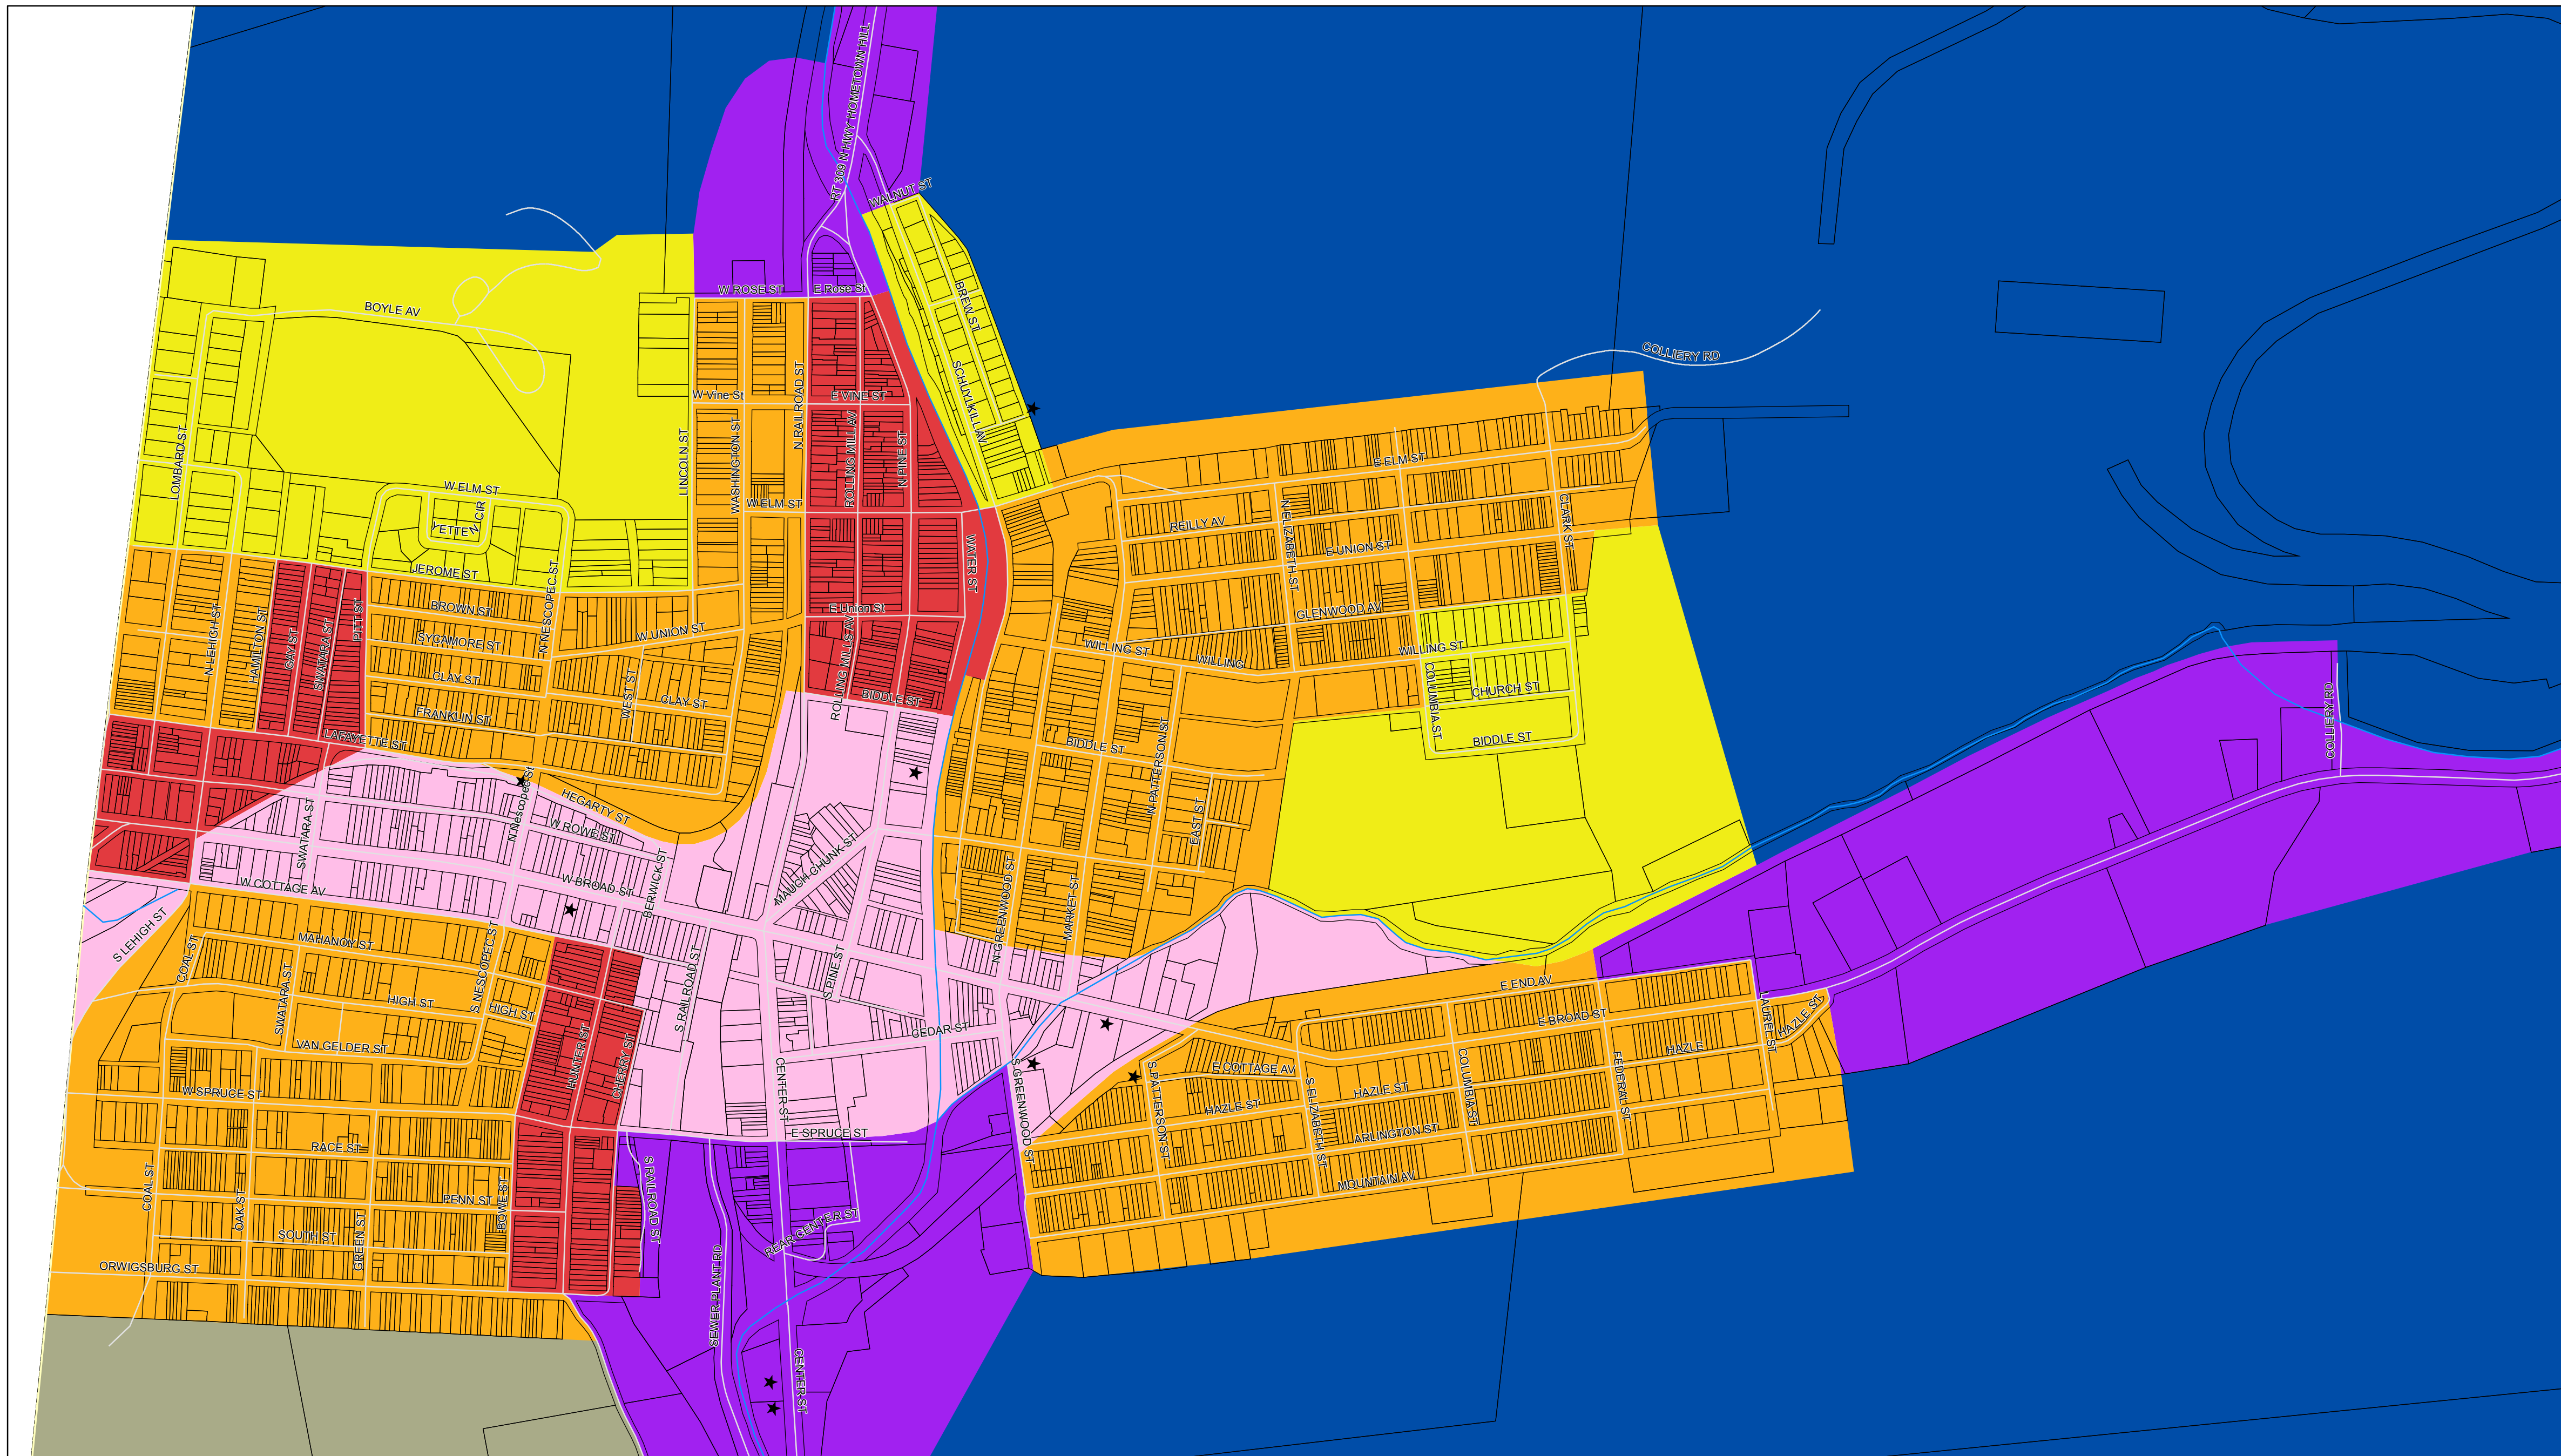 RT 309 N HWY HOMETOWN HILL
WALNUT ST
W ROSE ST
E Rose St
BREW ST
BOYLE AV
COLLIERY RD
SCHUYLKILL AV
W Vine St
E VINE ST
N RAILROAD ST
ROLLING MILL AV
N PINE ST
LINCOLN ST
WASHINGTON ST
LOMBARD ST
W ELM ST
YETTE
N CIR
W ELM ST
E ELM ST
REILLY AV
N ELIZABETH ST
CLARK ST
E UNION ST
WATER ST
JEROME ST
N NESCOPEC ST
BROWN ST
SYCAMORE ST
CLAY ST
FRANKLIN ST
N LEHIGH ST
HAMILTON ST
GAY ST
SWATARA ST
PITT ST
W UNION ST
WEST ST
CLAY ST
E Union St
ROLLING MILLS AV
BIDDLE ST
GLENWOOD AV
WILLING ST
WILLING
WILLING ST
COLUMBIA ST
CHURCH ST
BIDDLE ST
BIDDLE ST
N PATTERSON ST
EAST ST
COLLIERY RD
LAFAYETTE ST
N Nescopec St
HEGARTY ST
W ROWE ST
SWATARA ST
MAUCH CHUNK ST
BERWICK ST
W BROAD ST
W COTTAGE AV
N GREENWOOD ST
MARKET ST
S LEHIGH ST
COAL ST
MAHANOY ST
S NESCOPEC ST
SWATARA ST
HIGH ST
HIGH ST
S RAILROAD ST
S PINE ST
CEDAR ST
E END AV
E BROAD ST
LAUREL ST
HAZLE ST
HAZLE
VAN GELDER ST
HUNTER ST
CHERRY ST
CENTER ST
S GREENWOOD ST
E COTTAGE AV
S PATTERSON ST
HAZLE ST
S ELIZABETH ST
HAZLE ST
COLUMBIA ST
FEDERAL ST
ARLINGTON ST
MOUNTAIN AV
W SPRUCE ST
E SPRUCE ST
RACE ST
COAL ST
OAK ST
PENN ST
BOWE ST
SOUTH ST
GREEN ST
ORWIGSBURG ST
S RAILROAD ST
REAR CENTER ST
SEWER PLANT RD
CENTER ST